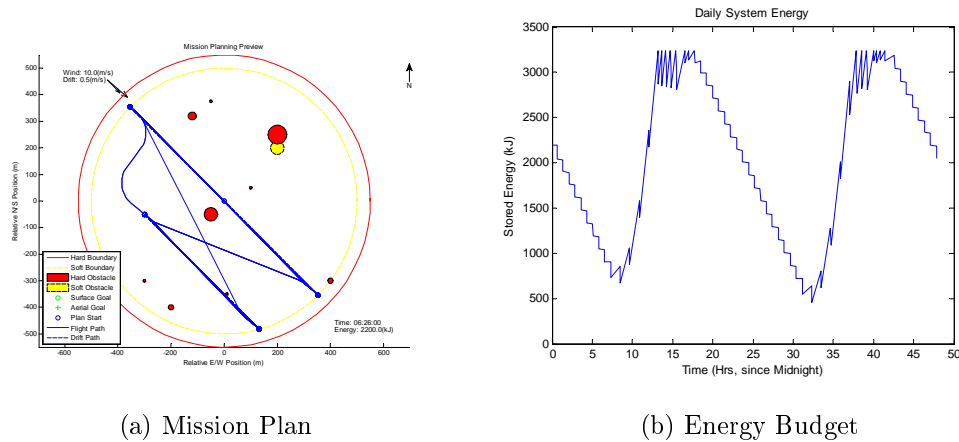 Mission Planning Preview
Wind: 10.0(m/s)
Drift: 0.5(m/s)
N
Relative N'S Position (m)
500
400
300
200
100
0
-100
-200
-300
-400
-500
Hard Boundary
Soft Boundary
Hard Obstacle
Soft Obstacle
Surface Goal
Aerial Goal
Plan Start
Flight Path
Drift Path
Time: 06:26:00
Energy: 2200.0(kJ)
-600 -400 -200 0 200 400 600
Relative E/W Position (m)
(a) Mission Plan
Daily System Energy
Stored Energy (kJ)
3500
3000
2500
2000
1500
1000
500
0
0 5 10 15 20 25 30 35 40 45 50
Time (Hrs, since Midnight)
(b) Energy Budget